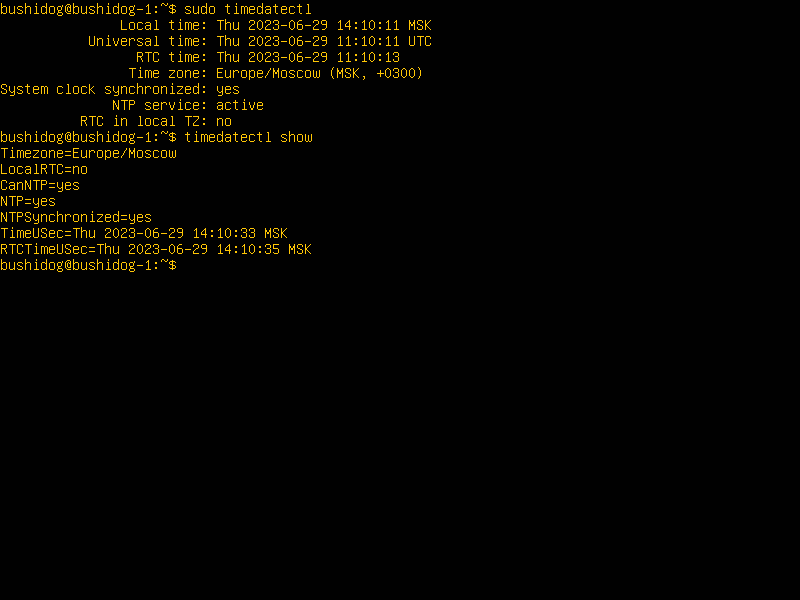 bushidog@bushidog-1:~$ sudo timedatectl
Local time: Thu 2023-06-29 14:10:11 MSK
Universal time: Thu 2023-06-29 11:10:11 UTC
RTC time: Thu 2023-06-29 11:10:13
Time zone: Europe/Moscow (MSK, +0300)
System clock synchronized: yes
NTP service: active
RTC in local TZ: no
bushidog@bushidog-1:~$ timedatectl show
Timezone=Europe/Moscow
LocalRTC=no
CanNTP=yes
NTP=yes
NTPSynchronized=yes
TimeUSec=Thu 2023-06-29 14:10:33 MSK
RTCTimeUSec=Thu 2023-06-29 14:10:35 MSK
bushidog@bushidog-1:~$